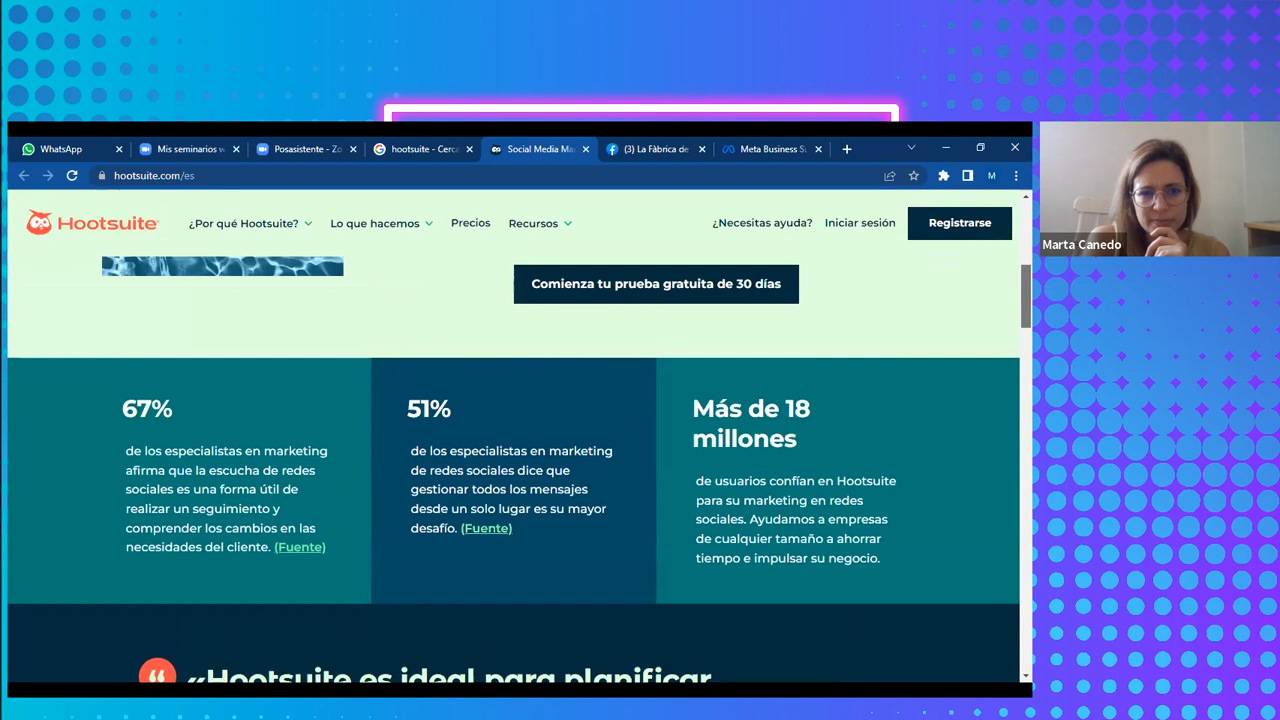 WhatsApp
Mis seminarios w
Posasistente - Zo
hootsuite - Cerca
Social Media Ma
(3) La Fàbrica de
Meta Business Su
hootsuite.com/es
M
Hootsuite
¿Por qué Hootsuite?
Lo que hacemos
Precios
Recursos
¿Necesitas ayuda?
Iniciar sesión
Registrarse
Marta Canedo
Comienza tu prueba gratuita de 30 días
67%
de los especialistas en marketing
afirma que la escucha de redes
sociales es una forma útil de
realizar un seguimiento y
comprender los cambios en las
necesidades del cliente. (Fuente)
51%
de los especialistas en marketing
de redes sociales dice que
gestionar todos los mensajes
desde un solo lugar es su mayor
desafío. (Fuente)
Más de 18
millones
de usuarios confían en Hootsuite
para su marketing en redes
sociales. Ayudamos a empresas
de cualquier tamaño a ahorrar
tiempo e impulsar su negocio.
«Hootsuite es ideal para planificar